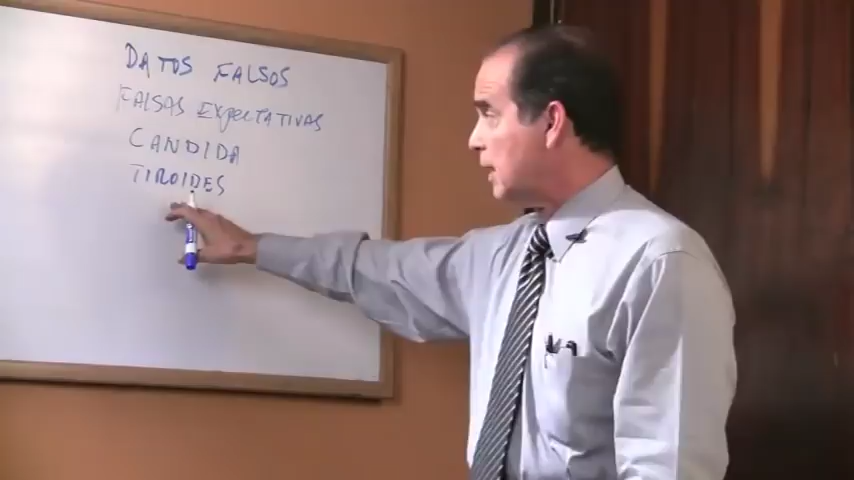 DATOS FALSOS
FALSAS EXPECTATIVAS
CANDIDA
TIROIDES